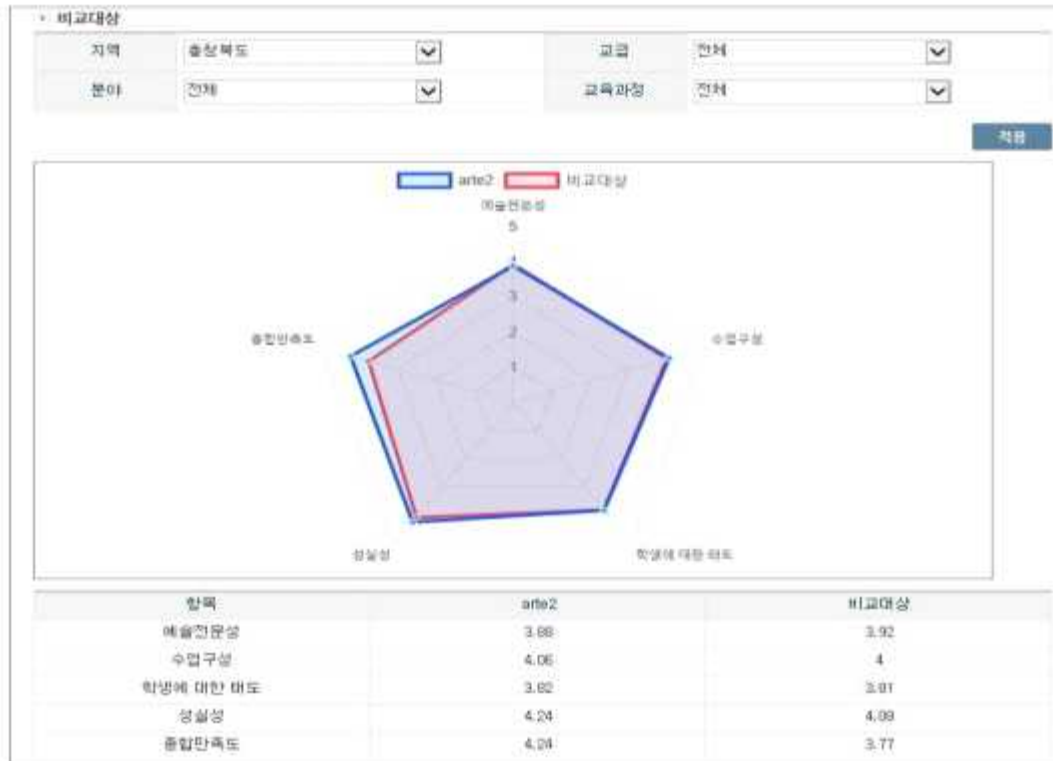 비교대상
지역 충청북도 교급 전체
분야 전체 교육과정 전체
적용
arte2 비교대상
예술전문성
5
4
3
2
1
종합만족도 수업구성
성실성 학생에 대한 태도
항목 arte2 비교대상
예술전문성 3.88 3.92
수업구성 4.06 4
학생에 대한 태도 3.82 3.81
성실성 4.24 4.09
종합만족도 4.24 3.77